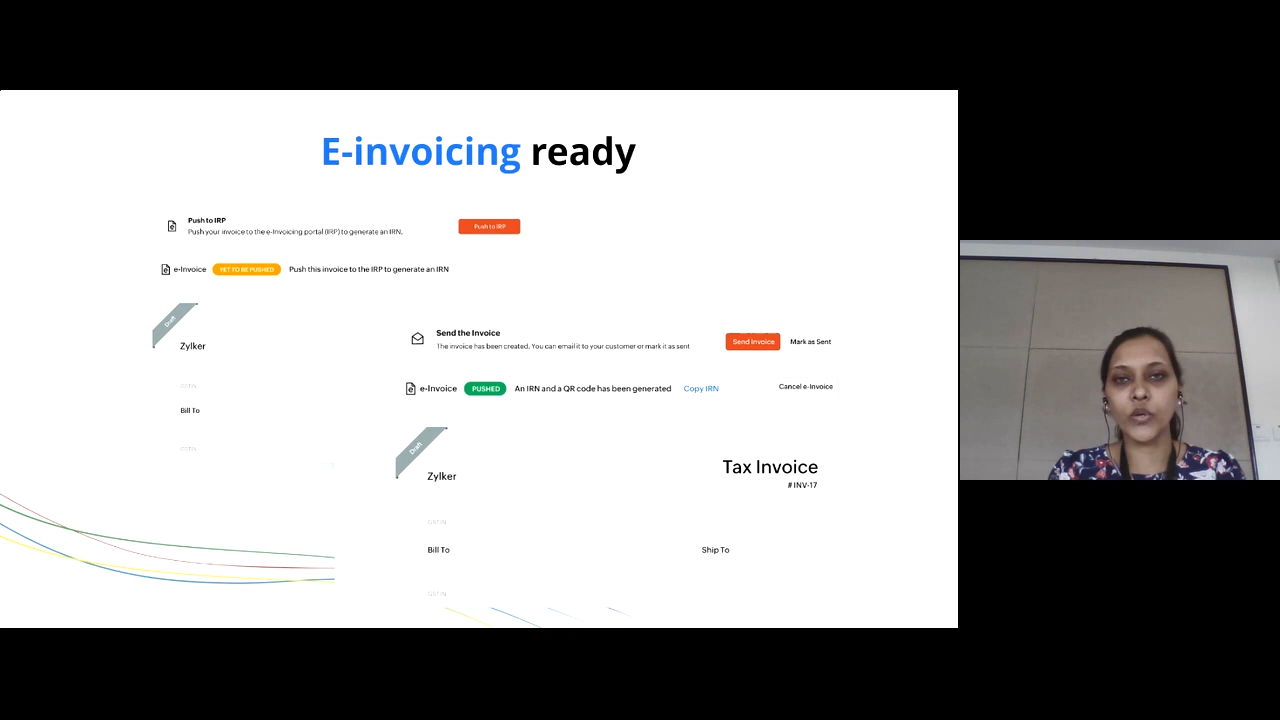 E-invoicing ready
Push to IRP
Push your invoice to the e-Invoicing portal (IRP) to generate an IRN.
Push to IRP
e-Invoice YET TO BE PUSHED Push this invoice to the IRP to generate an IRN
Draft
Zylker
GSTIN
Bill To
GSTIN
Send the Invoice
The invoice has been created. You can email it to your customer or mark it as sent
Send Invoice
Mark as Sent
e-Invoice PUSHED An IRN and a QR code has been generated Copy IRN
Cancel e-Invoice
Draft
Zylker
Tax Invoice
# INV-17
GSTIN
Bill To
Ship To
GSTIN